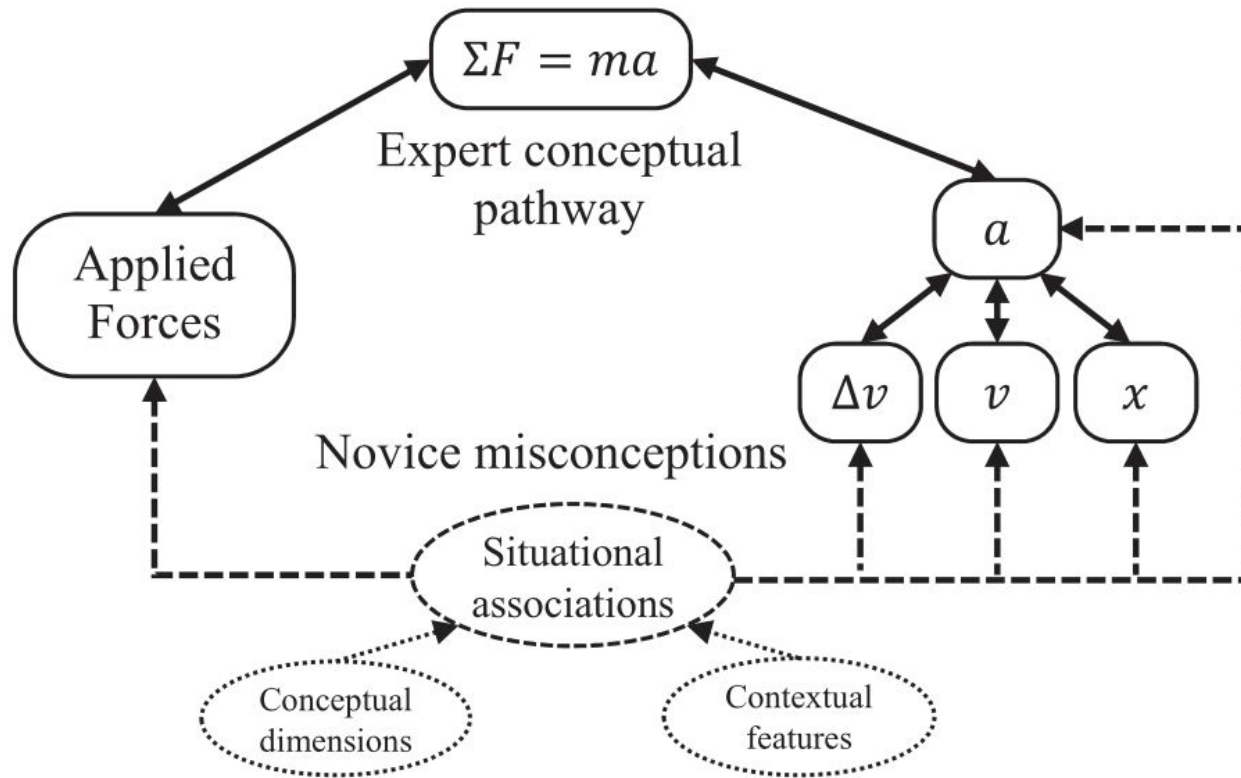 ΣF = ma
Expert conceptual
pathway
Applied
Forces
a
Δv
v
x
Novice misconceptions
Situational
associations
Conceptual
dimensions
Contextual
features